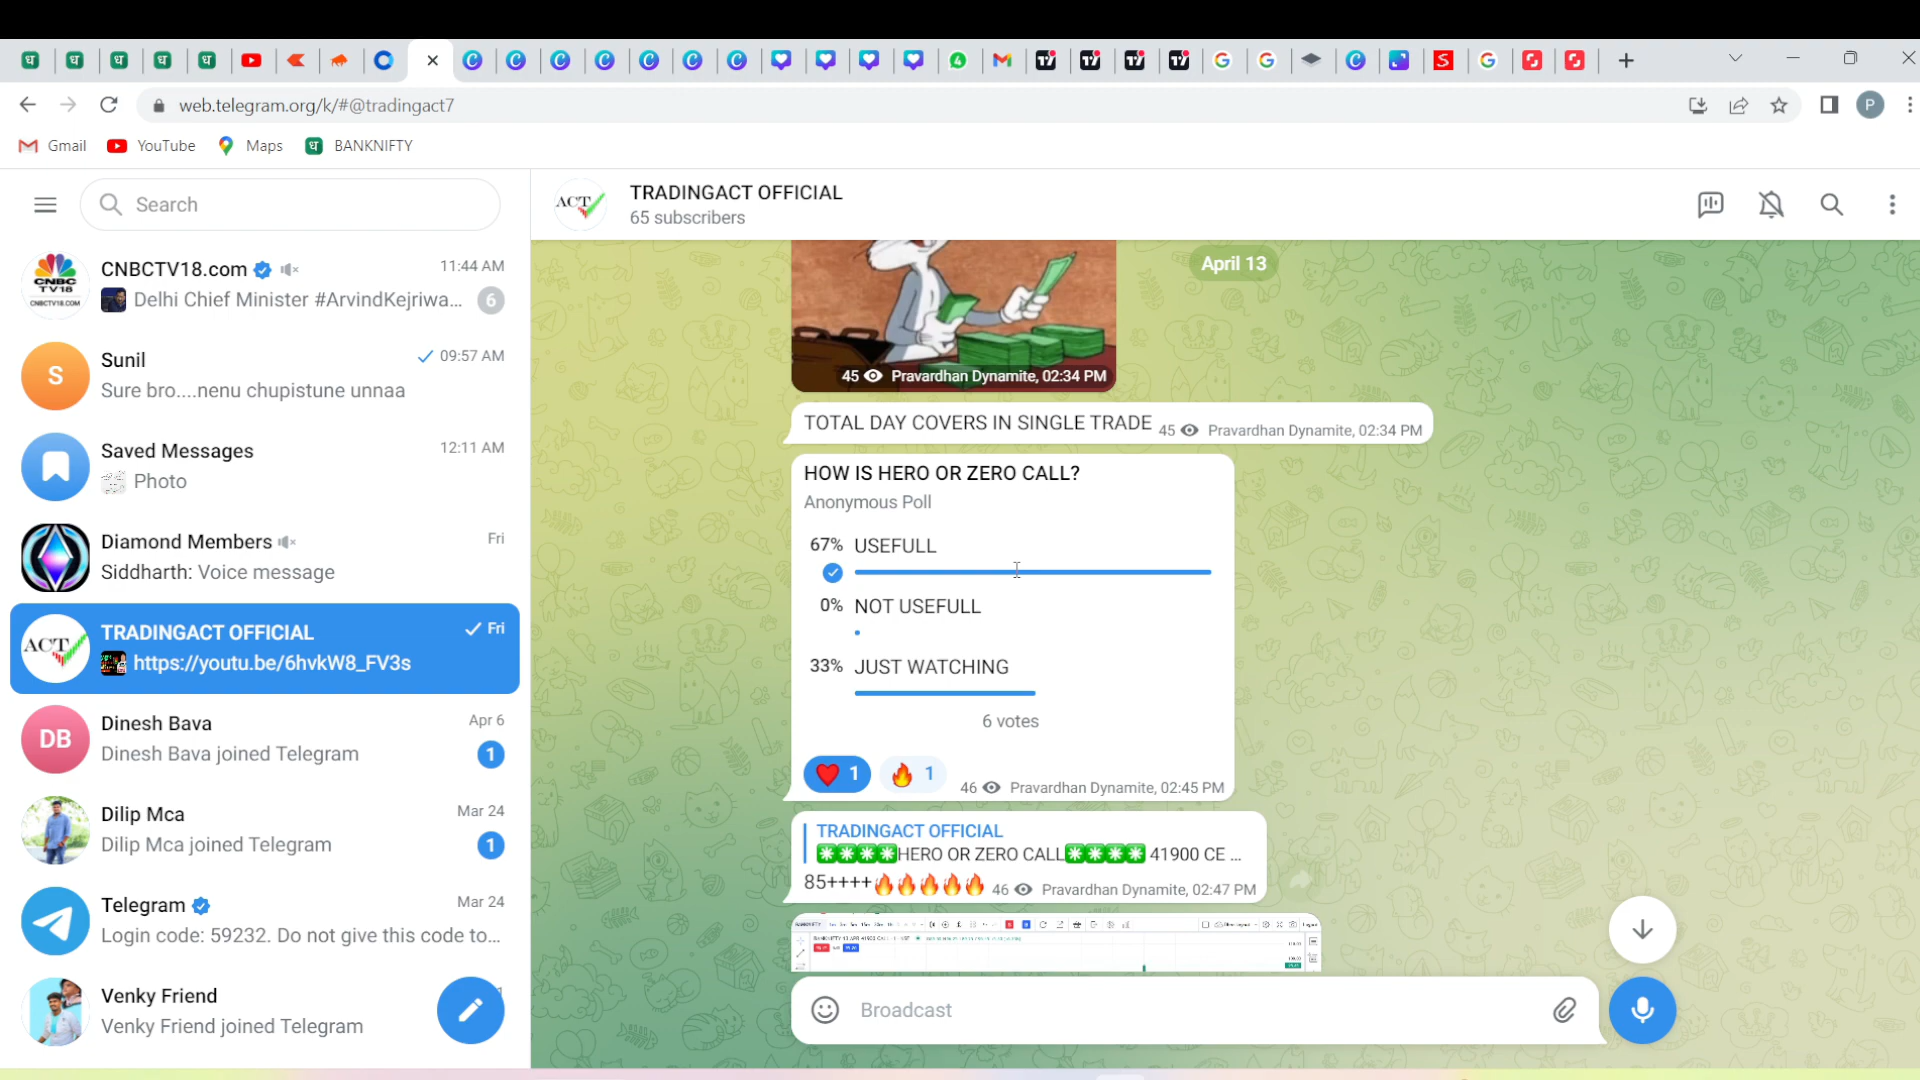 web.telegram.org/k/#@tradingact7
P
Gmail
YouTube
Maps
BANKNIFTY
Search
TRADINGACT OFFICIAL
65 subscribers
CNBCTV18.com
11:44 AM
Delhi Chief Minister #ArvindKejriwa...
6
Sunil
09:57 AM
Sure bro....nenu chupistune unnaa
Saved Messages
12:11 AM
Photo
Diamond Members
Fri
Siddharth: Voice message
TRADINGACT OFFICIAL
Fri
https://youtu.be/6hvkW8_FV3s
DB
Dinesh Bava
Apr 6
Dinesh Bava joined Telegram
1
Dilip Mca
Mar 24
Dilip Mca joined Telegram
1
Telegram
Mar 24
Login code: 59232. Do not give this code to...
Venky Friend
Venky Friend joined Telegram
April 13
45 Pravardhan Dynamite, 02:34 PM
TOTAL DAY COVERS IN SINGLE TRADE 45 Pravardhan Dynamite, 02:34 PM
HOW IS HERO OR ZERO CALL?
Anonymous Poll
67% USEFULL
0% NOT USEFULL
33% JUST WATCHING
6 votes
❤️ 1 🔥 1 46 Pravardhan Dynamite, 02:45 PM
TRADINGACT OFFICIAL
✳️✳️✳️✳️HERO OR ZERO CALL✳️✳️✳️✳️ 41900 CE ...
85++++🔥🔥🔥🔥🔥 46 Pravardhan Dynamite, 02:47 PM
Broadcast